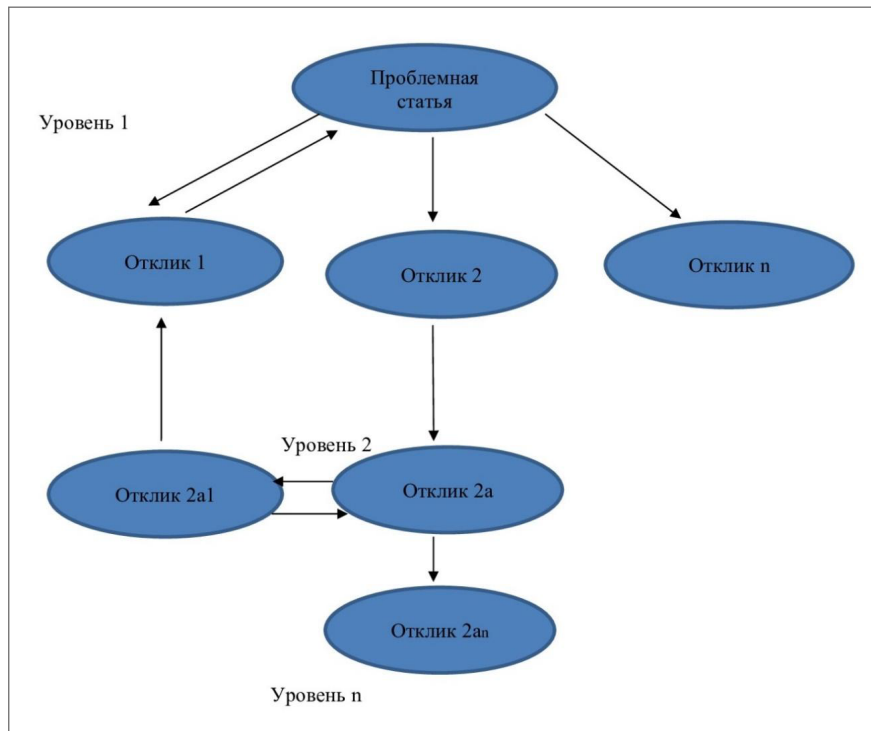 Проблемная
статья
Уровень 1
Отклик 1
Отклик 2
Отклик n
Уровень 2
Отклик 2a1
Отклик 2a
Отклик 2an
Уровень n